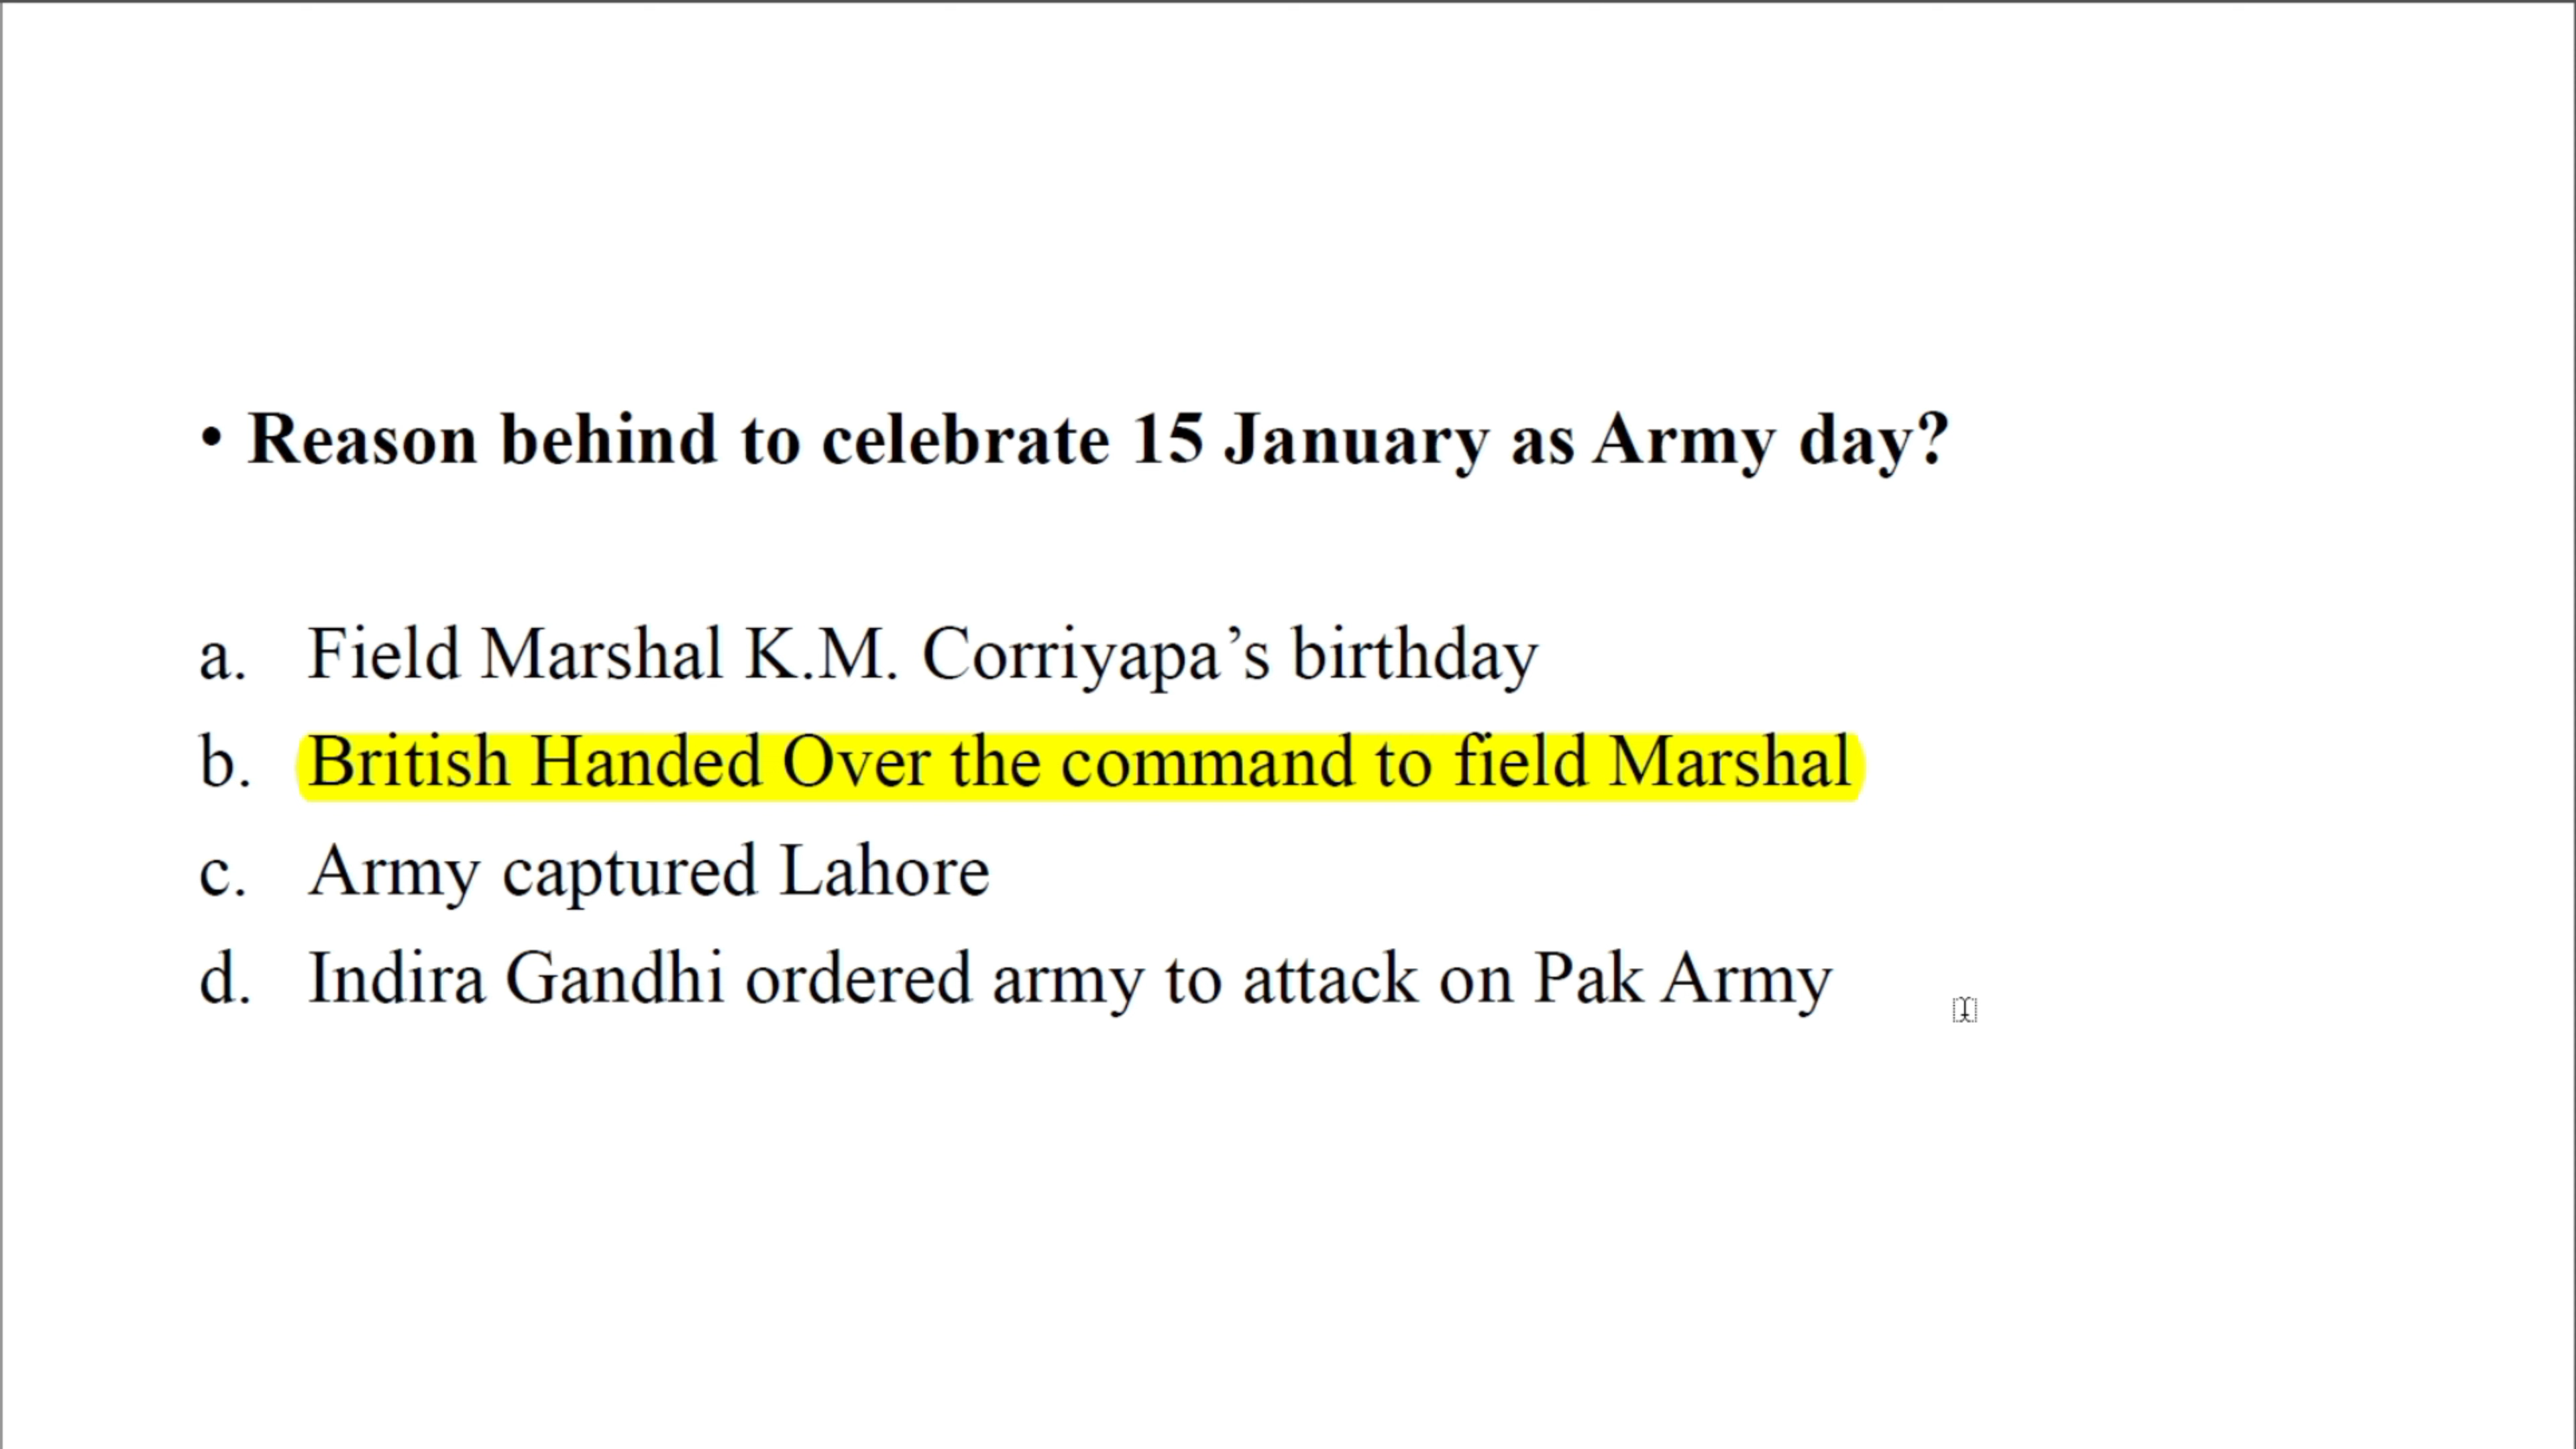 • Reason behind to celebrate 15 January as Army day?
a. Field Marshal K.M. Corriyapa’s birthday
b. British Handed Over the command to field Marshal
c. Army captured Lahore
d. Indira Gandhi ordered army to attack on Pak Army